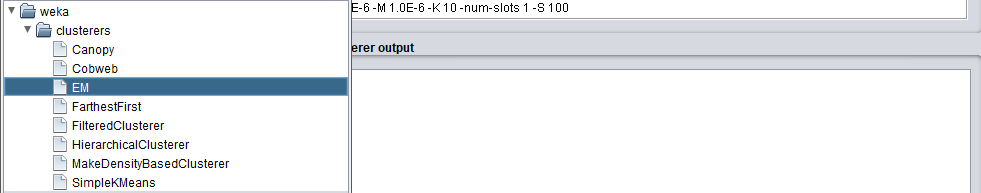 weka
clusterers
Canopy
Cobweb
EM
FarthestFirst
FilteredClusterer
HierarchicalClusterer
MakeDensityBasedClusterer
SimpleKMeans
E-6 -M 1.0E-6 -K 10 -num-slots 1 -S 100
erer output